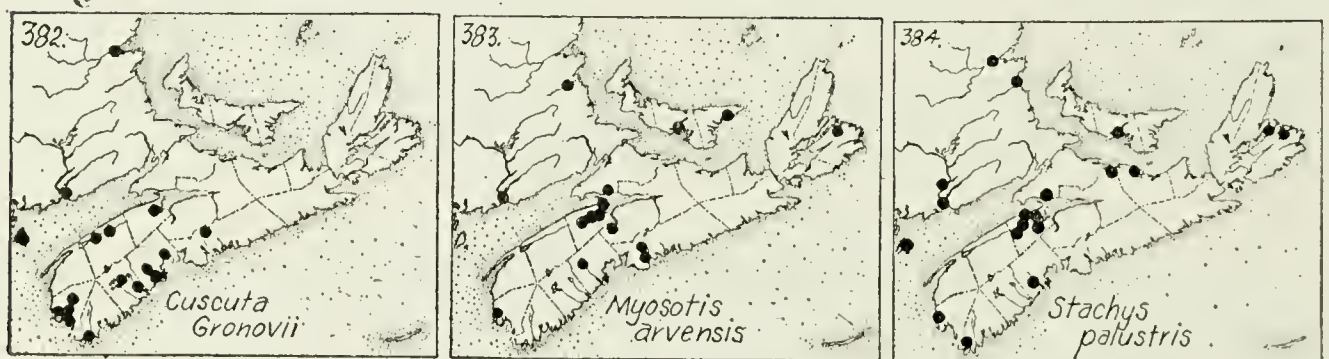 382.
Cuscuta
Gronovii
383.
Myosotis
arvensis
384.
Stachys
palustris